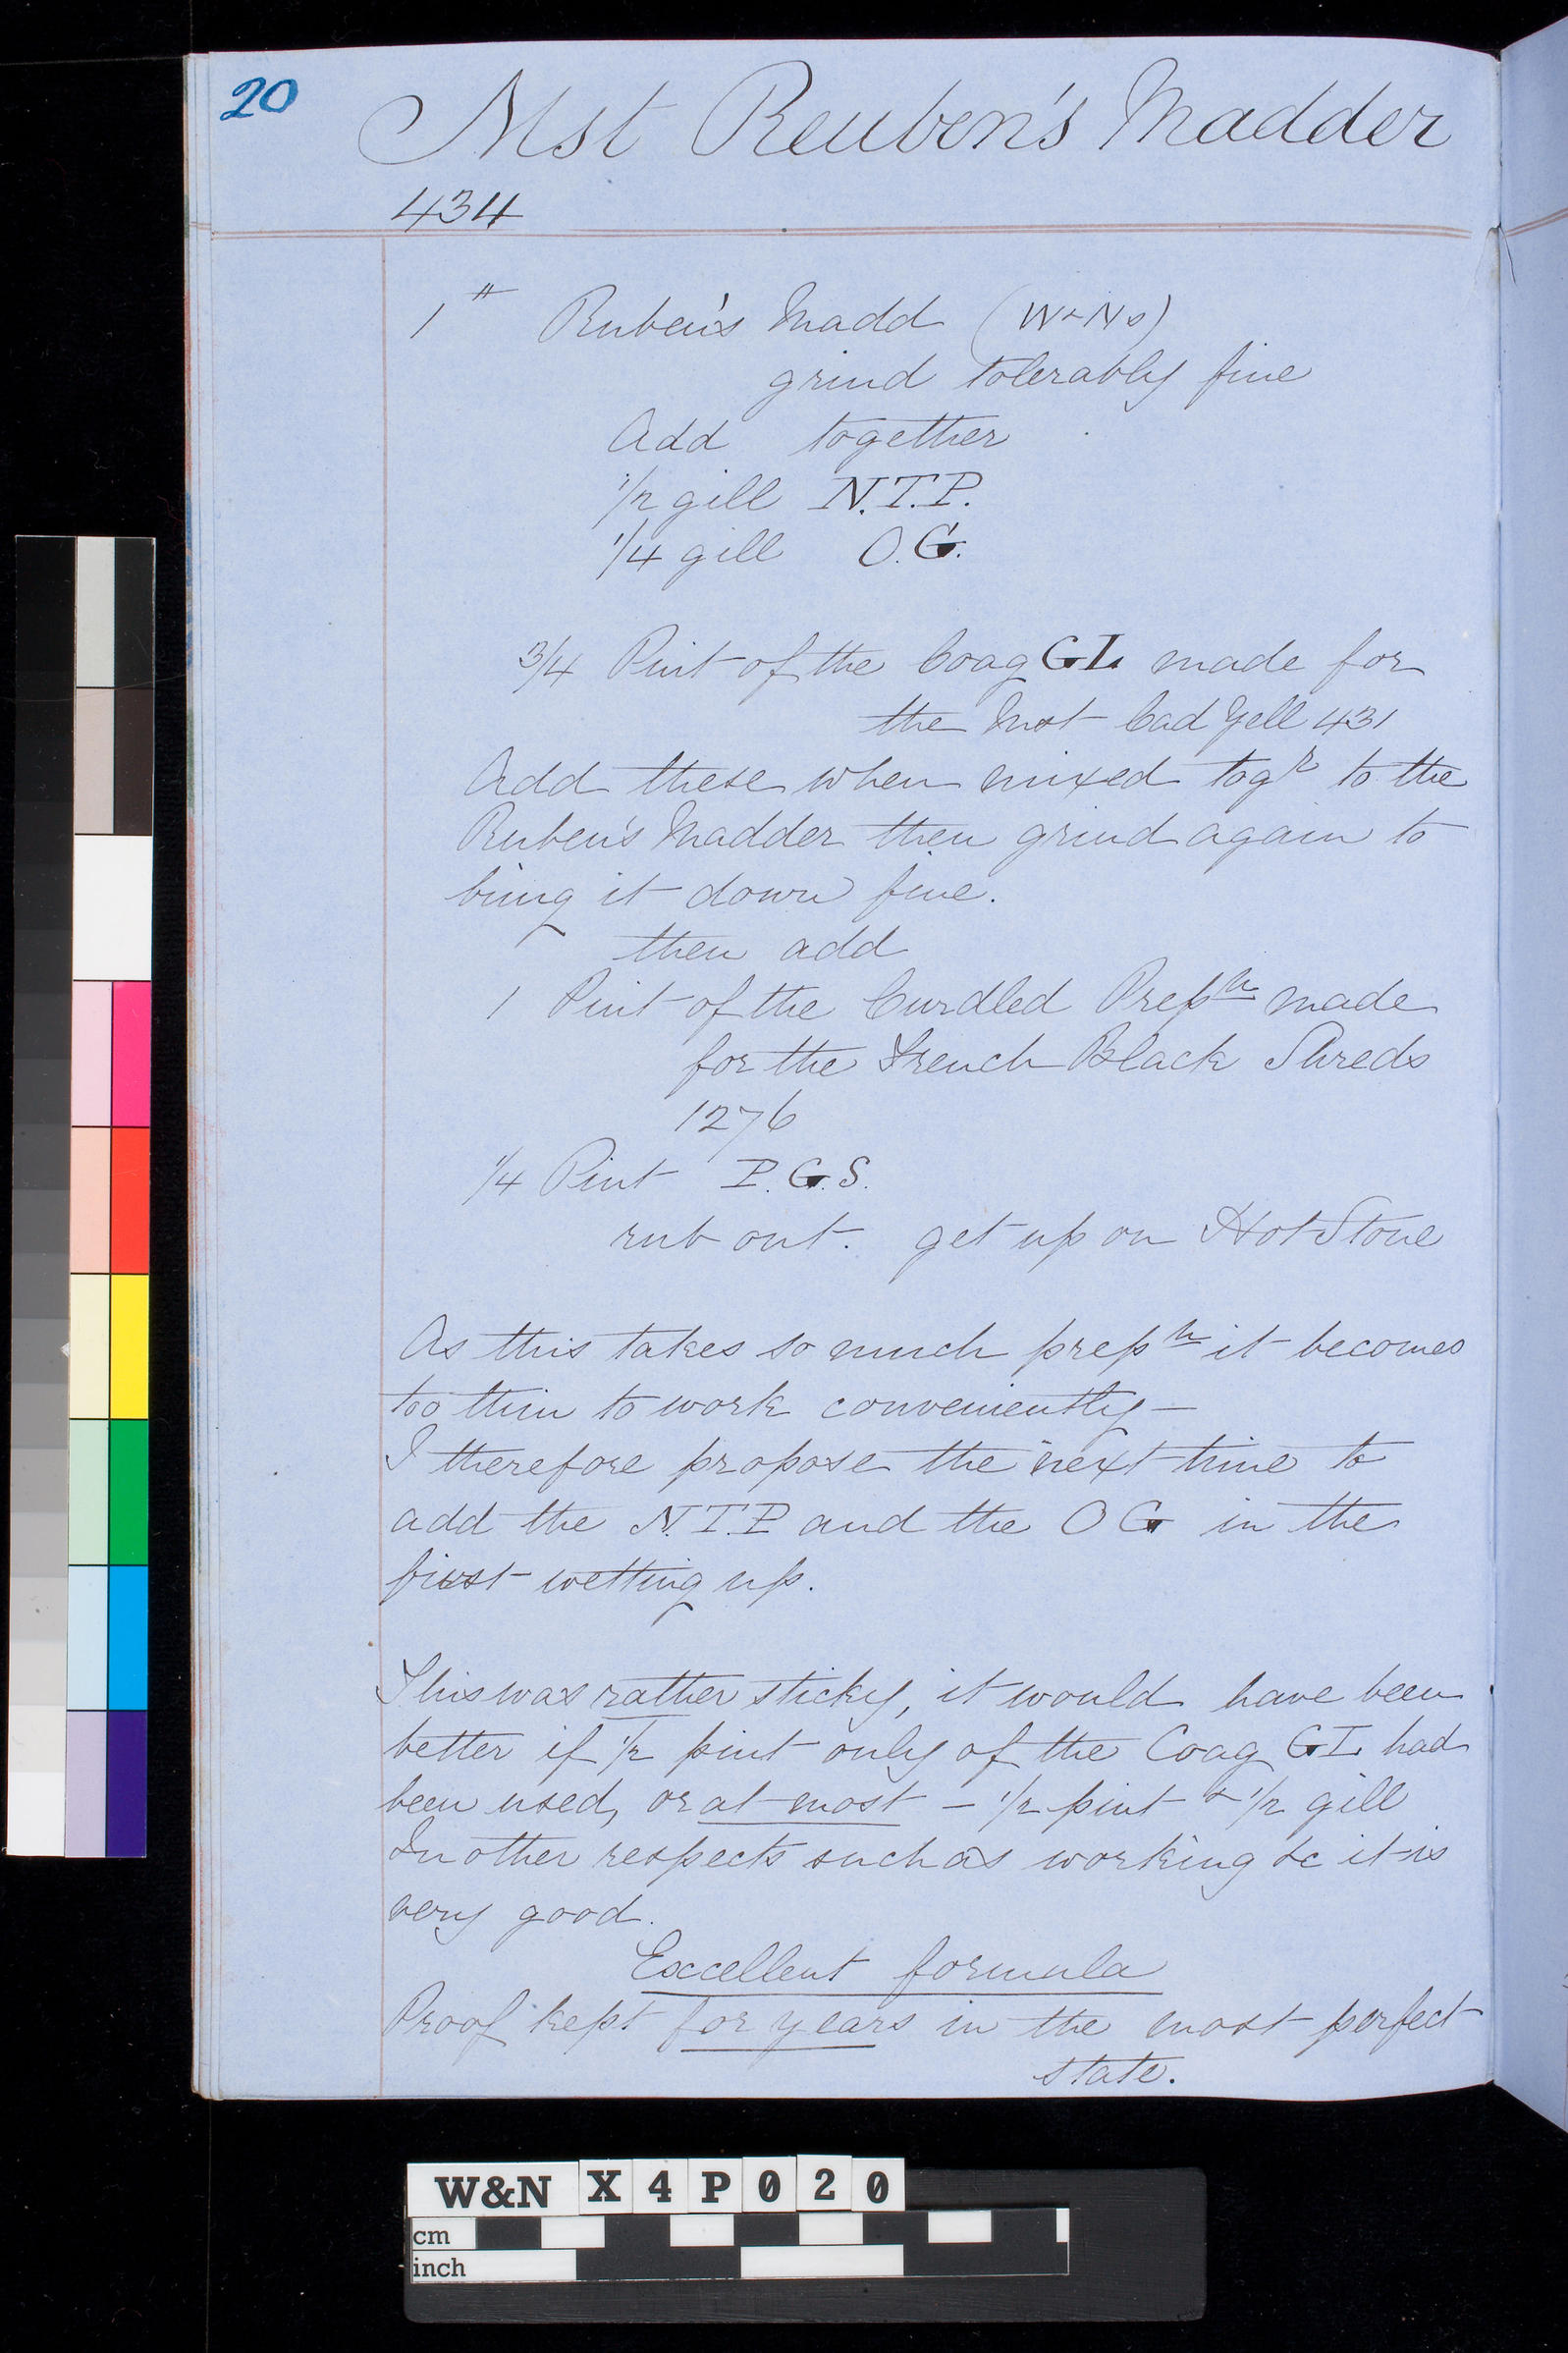 20
Mst Reuben's Madder
434
1 # Ruben's Madd (W & Ns)
grind tolerably fine
Add together
1/2 gill N.T.P.
1/4 gill O.G.
3/4 Pint of the Coag GL made for
the Mst Cad Yell 431
Add these when mixed togr to the
Ruben's Madder then grind again to
bring it down fine.
then add
1 Pint of the Curdled Prepn made
for the French Black Shreds
1276
1/4 Pint P.G.S.
rub out. get up on Hot Stone
As this takes so much prepn it becomes
too thin to work conveniently —
I therefore propose the next time to
add the N.T.P and the O G in the
first wetting up.
This was rather sticky, it would have been
better if 1/2 pint only of the Coag GL had
been used, or at most – 1/2 pint & 1/2 gill
In other respects such as working &c it is
very good.
Excellent formula
Proof kept for years in the most perfect
state.
W&N X4P020
cm
inch